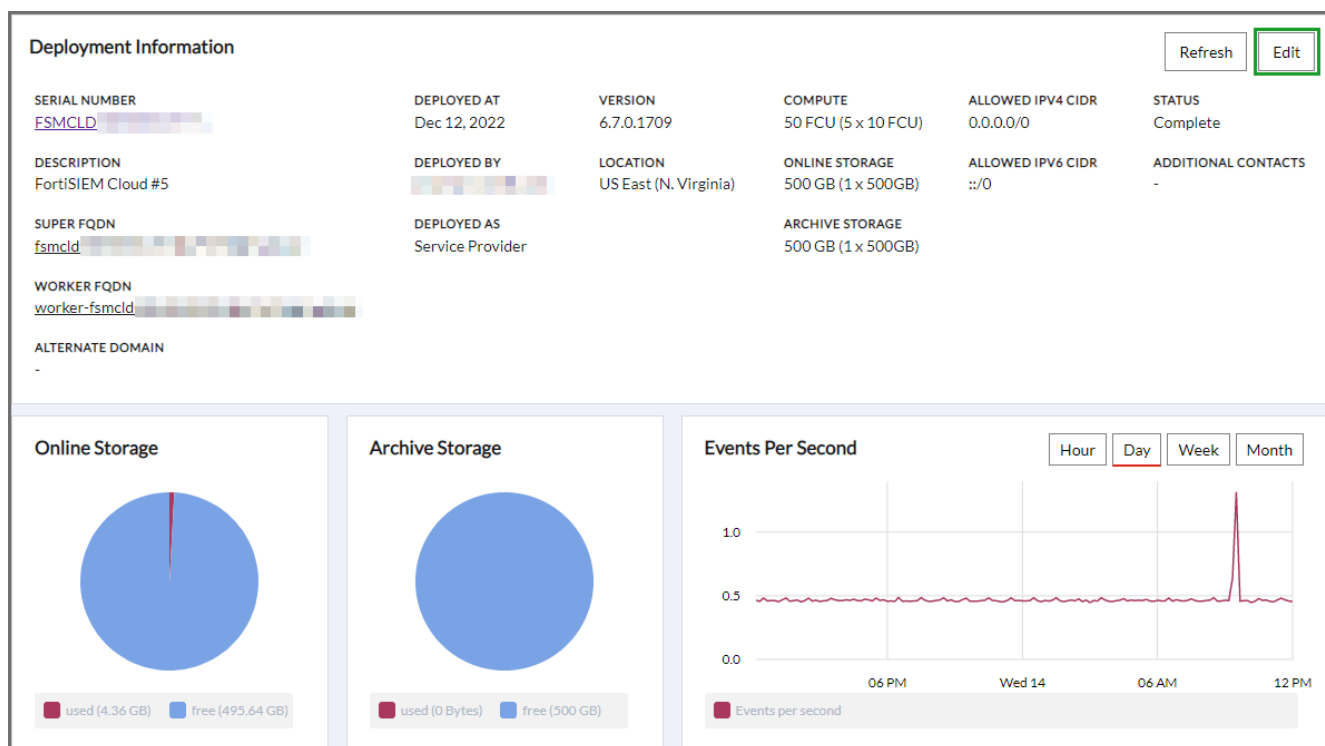 Deployment Information
Refresh
Edit
SERIAL NUMBER
DEPLOYED AT
VERSION
COMPUTE
ALLOWED IPV4 CIDR
STATUS
FSMCLD
Dec 12, 2022
6.7.0.1709
50 FCU (5 x 10 FCU)
0.0.0.0/0
Complete
DESCRIPTION
DEPLOYED BY
LOCATION
ONLINE STORAGE
ALLOWED IPV6 CIDR
ADDITIONAL CONTACTS
FortiSIEM Cloud #5
US East (N. Virginia)
500 GB (1 x 500GB)
::/0
-
SUPER FQDN
DEPLOYED AS
ARCHIVE STORAGE
fsmcld
Service Provider
500 GB (1 x 500GB)
WORKER FQDN
worker-fsmcld
ALTERNATE DOMAIN
-
Online Storage
used (4.36 GB)
free (495.64 GB)
Archive Storage
used (0 Bytes)
free (500 GB)
Events Per Second
Hour
Day
Week
Month
1.0
0.5
0.0
06 PM
Wed 14
06 AM
12 PM
Events per second